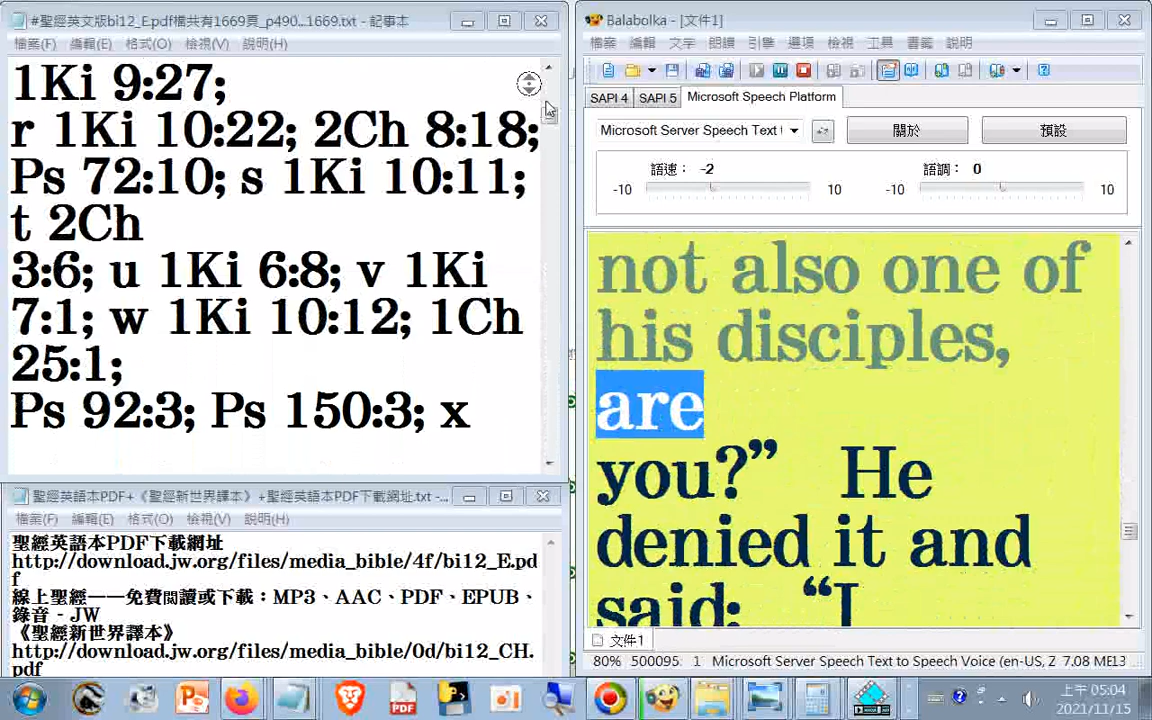 #聖經英文版bi12_E.pdf檔共有1669頁_p490...1669.txt - 記事本
檔案(F) 編輯(E) 格式(O) 檢視(V) 說明(H)
1Ki 9:27;
r 1Ki 10:22; 2Ch 8:18;
Ps 72:10; s 1Ki 10:11;
t 2Ch
3:6; u 1Ki 6:8; v 1Ki
7:1; w 1Ki 10:12; 1Ch
25:1;
Ps 92:3; Ps 150:3; x
聖經英語本PDF+《聖經新世界譯本》+聖經英語本PDF下載網址.txt - ...
檔案(F) 編輯(E) 格式(O) 檢視(V) 說明(H)
聖經英語本PDF下載網址
http://download.jw.org/files/media_bible/4f/bi12_E.pd
f
線上聖經——免費閱讀或下載：MP3、AAC、PDF、EPUB、
錄音 - JW
《聖經新世界譯本》
http://download.jw.org/files/media_bible/0d/bi12_CH.
pdf
Balabolka - [文件1]
檔案 編輯 文字 朗讀 引擎 選項 檢視 工具 書籤 說明
SAPI 4 SAPI 5 Microsoft Speech Platform
Microsoft Server Speech Text 關於 預設
語速： -2 語調： 0
-10 10 -10 10
not also one of
his disciples,
are
you?” He
denied it and
said: “I
文件1
80% 500095: 1 Microsoft Server Speech Text to Speech Voice (en-US, Z 7.08 ME13
上午 05:04
2021/11/15